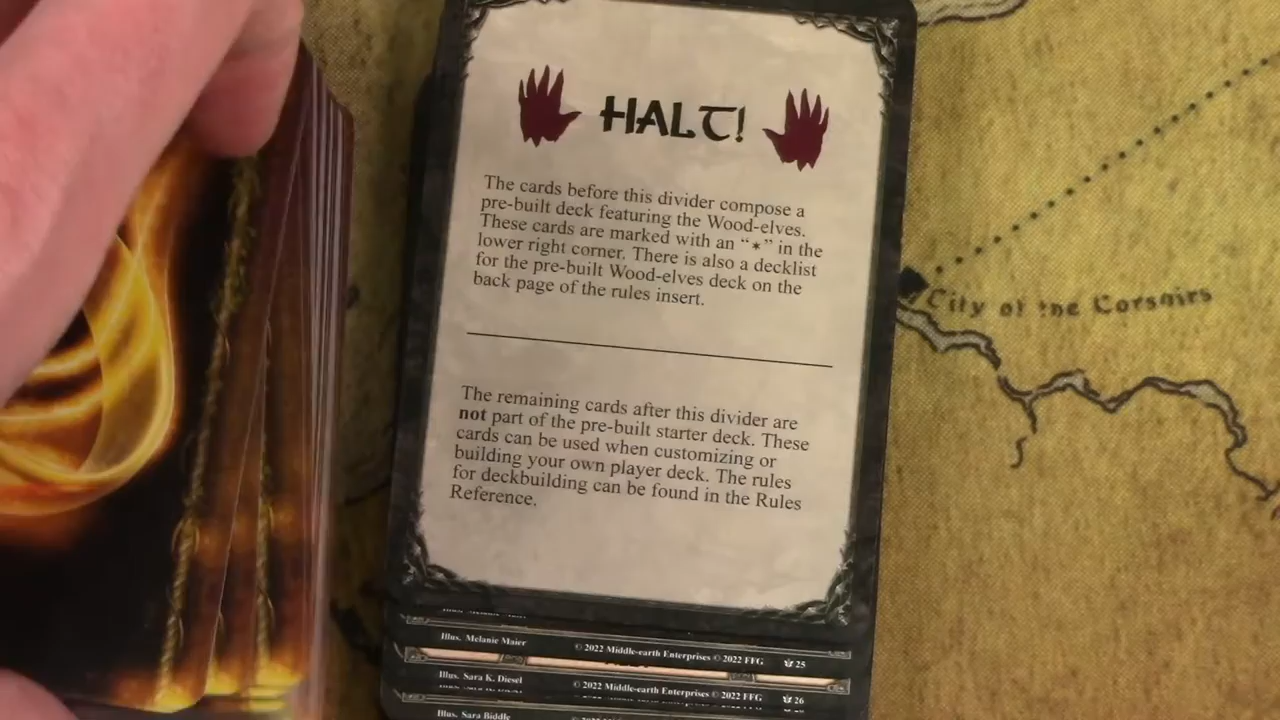 HALT!
The cards before this divider compose a
pre-built deck featuring the Wood-elves.
These cards are marked with an “*” in the
lower right corner. There is also a decklist
for the pre-built Wood-elves deck on the
back page of the rules insert.
The remaining cards after this divider are
not part of the pre-built starter deck. These
cards can be used when customizing or
building your own player deck. The rules
for deckbuilding can be found in the Rules
Reference.
City of the Corsairs
Illus. Melanie Maier © 2022 Middle-earth Enterprises © 2022 FFG 25
Illus. Sara K. Diesel © 2022 Middle-earth Enterprises © 2022 FFG 26
Illus. Sara Biddle